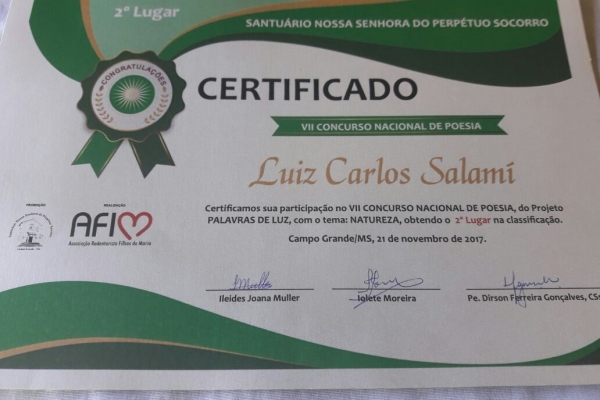 2º Lugar
SANTUÁRIO NOSSA SENHORA DO PERPÉTUO SOCORRO
CONGRATULAÇÕES
CERTIFICADO
VII CONCURSO NACIONAL DE POESIA
Luiz Carlos Salamí
Certificamos sua participação no VII CONCURSO NACIONAL DE POESIA, do Projeto
PALAVRAS DE LUZ, com o tema: NATUREZA, obtendo o 2º Lugar na classificação.
Campo Grande/MS, 21 de novembro de 2017.
PROMOÇÃO
REALIZAÇÃO
AFIM
Associação Redentorista Filhos de Maria
Ileides Joana Muller
Iolete Moreira
Pe. Dirson Ferreira Gonçalves, CSs